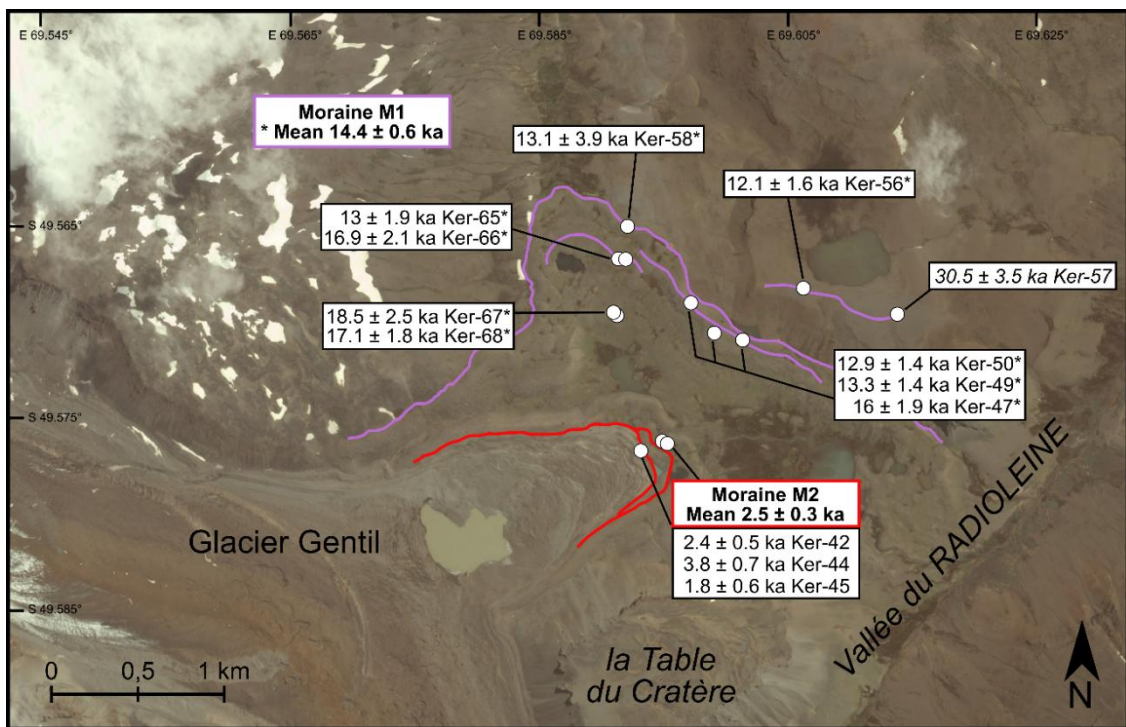 E 69.545
E 69.565
E 69.585
E 69.605
E 69.625
Moraine M1
* Mean 14.4 ± 0.6 ka
13.1 ± 3.9 ka Ker-58*
12.1 ± 1.6 ka Ker-56*
S 49.565°
13 ± 1.9 ka Ker-65*
16.9 ± 2.1 ka Ker-66*
30.5 ± 3.5 ka Ker-57
18.5 ± 2.5 ka Ker-67*
17.1 ± 1.8 ka Ker-68*
12.9 ± 1.4 ka Ker-50*
13.3 ± 1.4 ka Ker-49*
16 ± 1.9 ka Ker-47*
S 49.575°
Moraine M2
Mean 2.5 ± 0.3 ka
2.4 ± 0.5 ka Ker-42
3.8 ± 0.7 ka Ker-44
1.8 ± 0.6 ka Ker-45
Glacier Gentil
Vallée du RADIOLEINE
S 49.585°
0 0,5 1 km
la Table
du Cratère
N